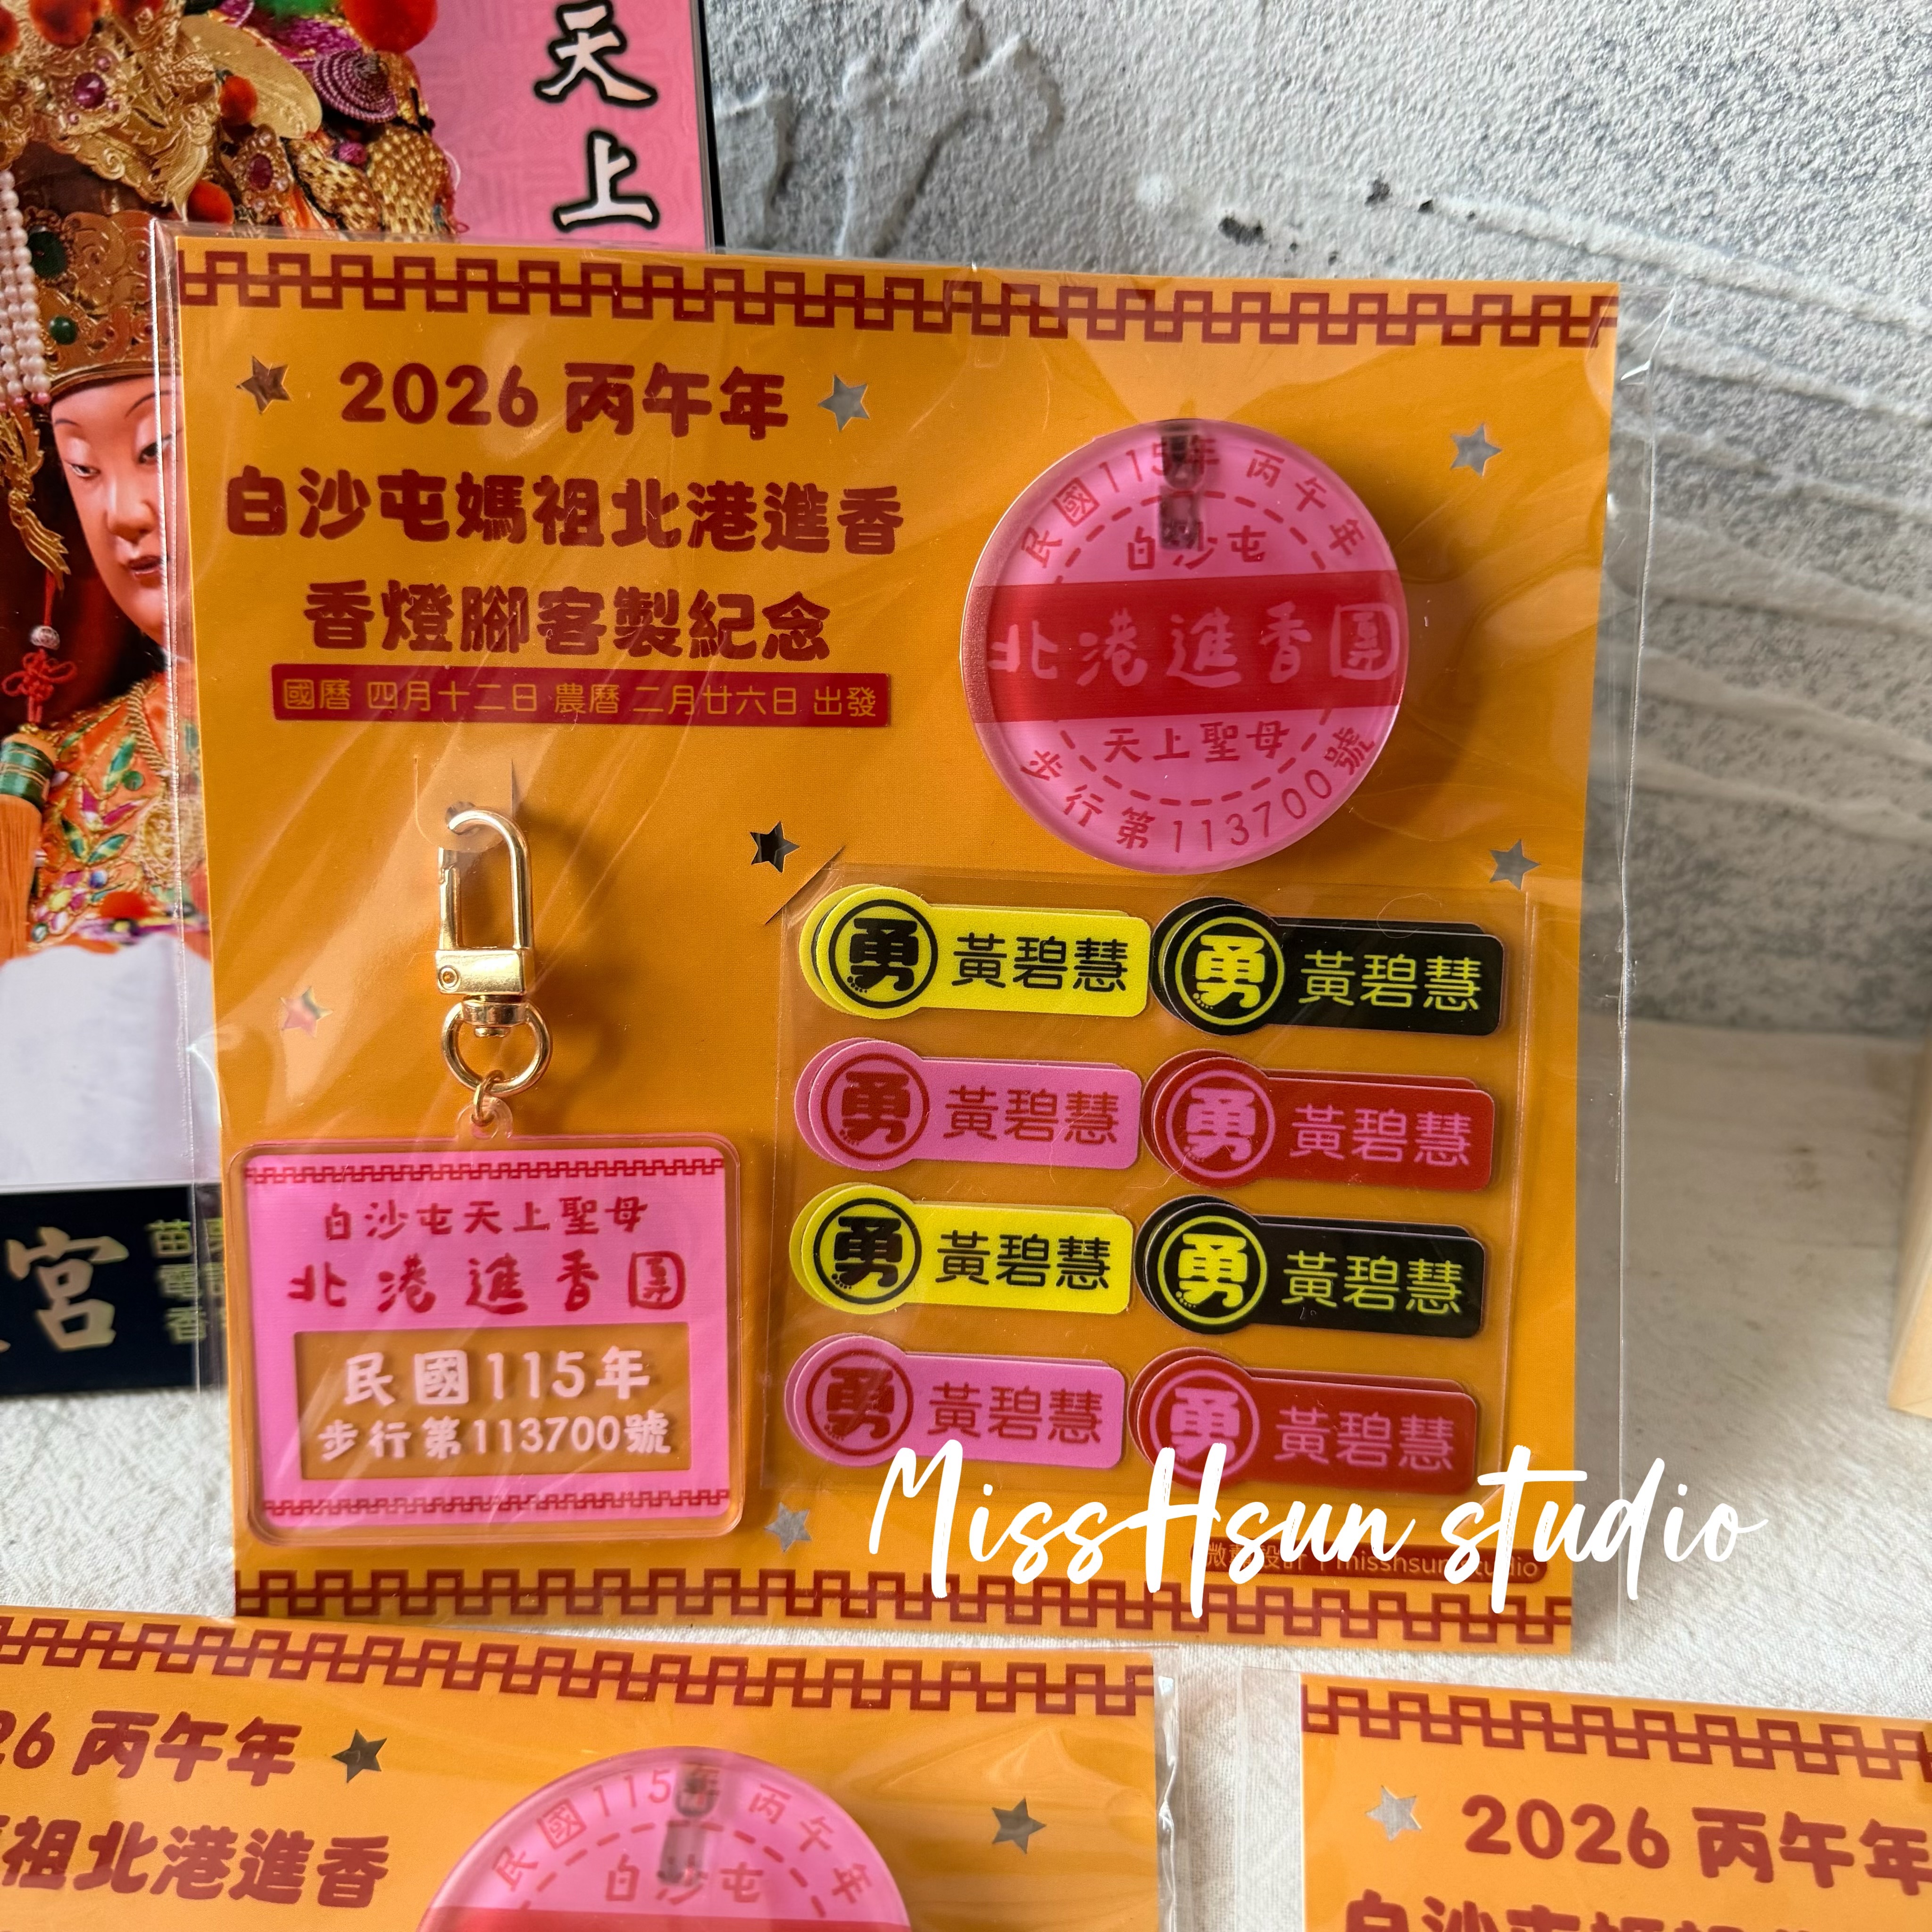 天上
2026 丙午年
白沙屯媽祖北港進香
香燈腳客製紀念
國曆 四月十二日 農曆 二月廿六日 出發
民國115年 丙午年
白沙屯
北港進香團
天上聖母
步行第113700號
勇 黃碧慧
勇 黃碧慧
勇 黃碧慧
勇 黃碧慧
勇 黃碧慧
勇 黃碧慧
勇 黃碧慧
勇 黃碧慧
白沙屯天上聖母
北港進香團
民國115年
步行第113700號
宮
MissHsun studio
misshsunstudio
26 丙午年
祖北港進香
民國115年 丙午年
白沙屯
2026 丙午年